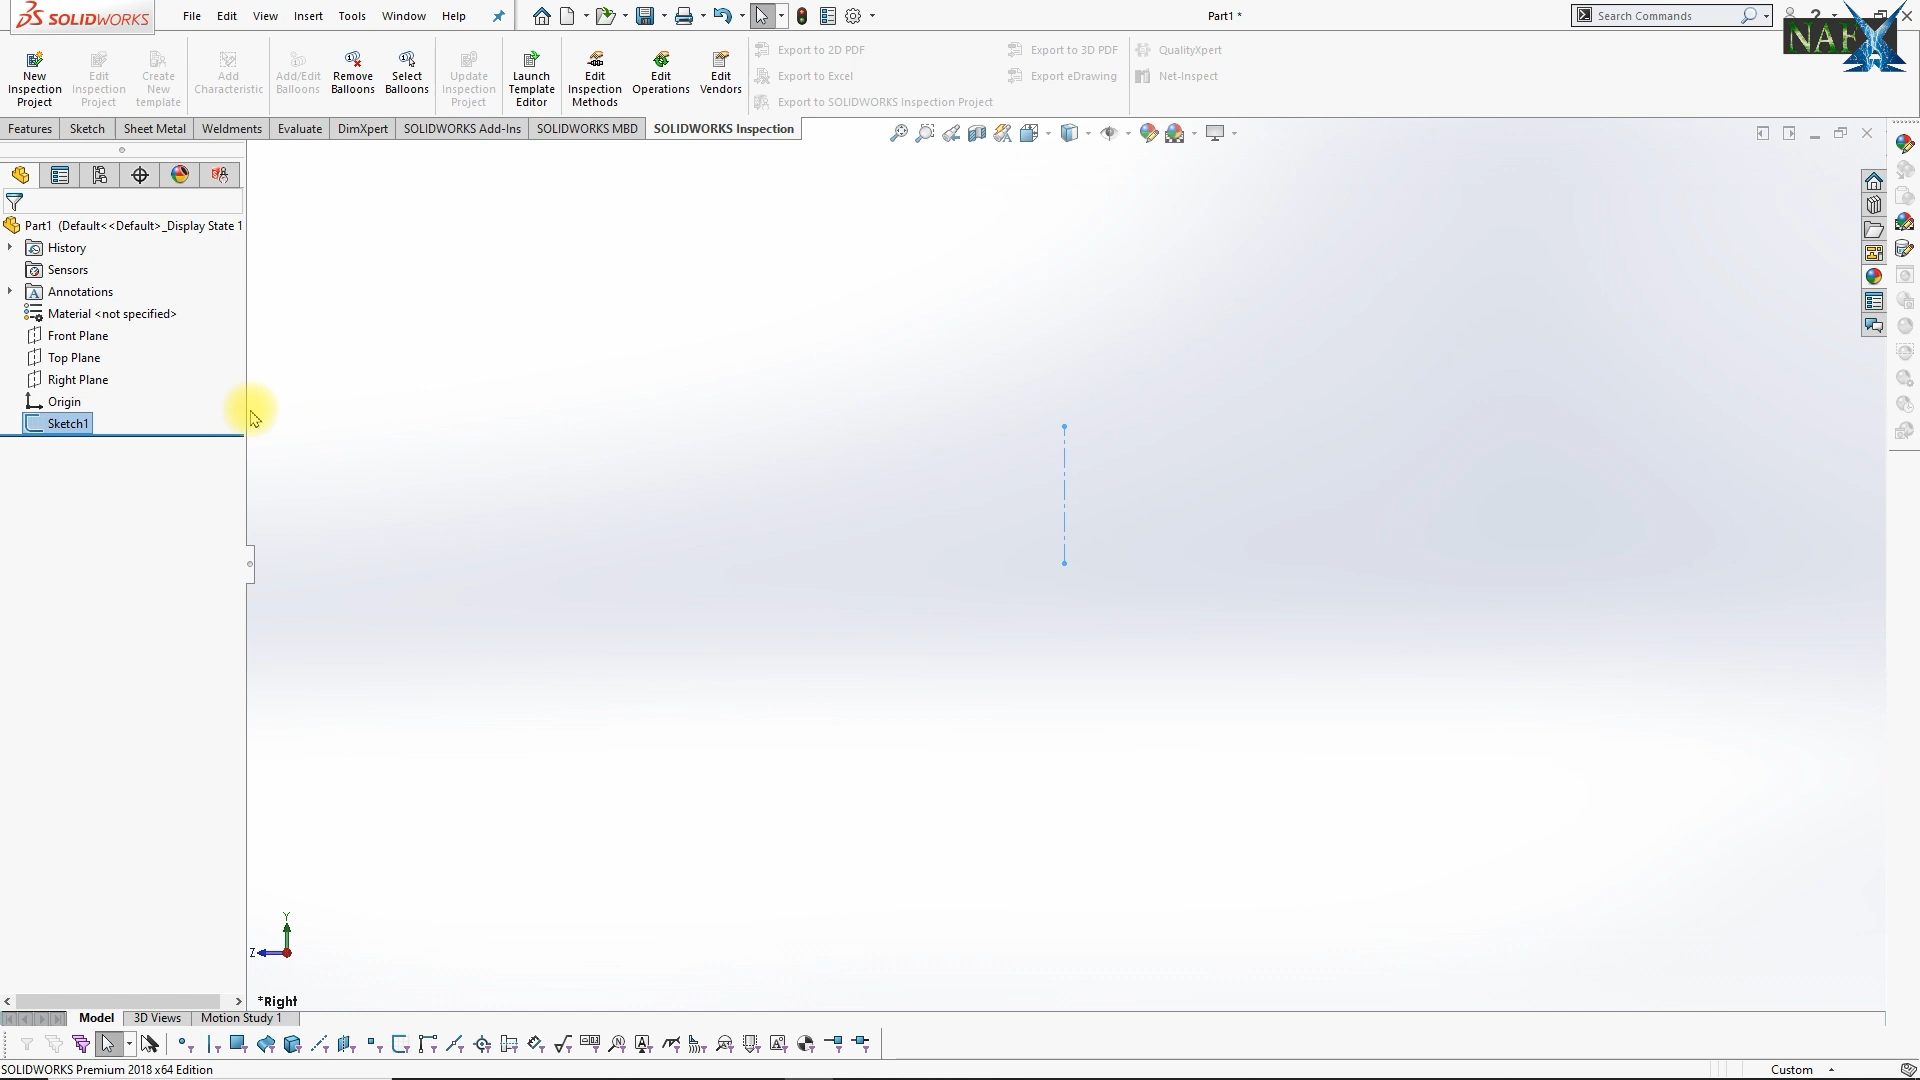 SOLIDWORKS
File Edit View Insert Tools Window Help
Part1 *
Search Commands
NAFXA
New Inspection Project
Edit Inspection Project
Create New template
Add Characteristic
Add/Edit Balloons
Remove Balloons
Select Balloons
Update Inspection Project
Launch Template Editor
Edit Inspection Methods
Edit Operations
Edit Vendors
Export to 2D PDF
Export to Excel
Export to SOLIDWORKS Inspection Project
Export to 3D PDF
Export eDrawing
QualityXpert
Net-Inspect
Features Sketch Sheet Metal Weldments Evaluate DimXpert SOLIDWORKS Add-Ins SOLIDWORKS MBD SOLIDWORKS Inspection
Part1 (Default<<Default>_Display State 1
History
Sensors
Annotations
Material <not specified>
Front Plane
Top Plane
Right Plane
Origin
Sketch1
Y
Z
*Right
Model 3D Views Motion Study 1
SOLIDWORKS Premium 2018 x64 Edition
Custom